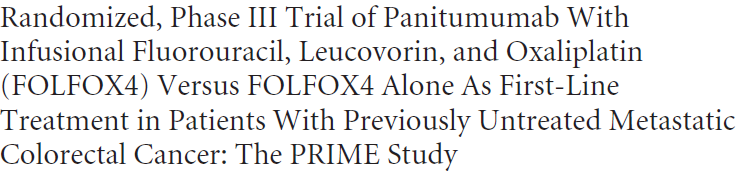 Randomized, Phase III Trial of Panitumumab With
Infusional Fluorouracil, Leucovorin, and Oxaliplatin
(FOLFOX4) Versus FOLFOX4 Alone As First-Line
Treatment in Patients With Previously Untreated Metastatic
Colorectal Cancer: The PRIME Study